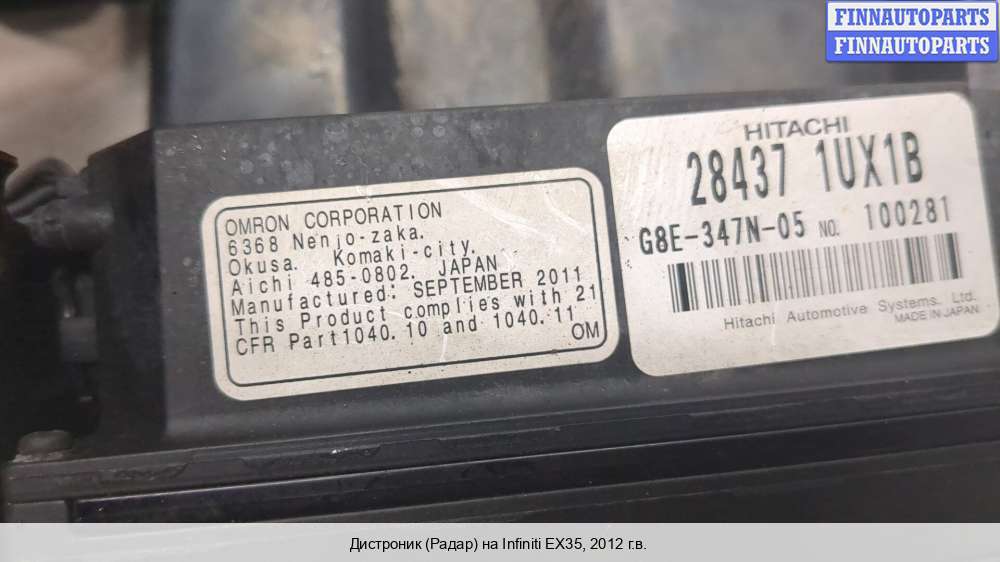 FINNAUTOPARTS
FINNAUTOPARTS
OMRON CORPORATION
6368 Nenjo-zaka.
Okusa. Komaki-city.
Aichi 485-0802. JAPAN
Manufactured: SEPTEMBER 2011
This Product complies with 21
CFR Part1040.10 and 1040.11
OM
HITACHI
28437 1UX1B
G8E-347N-05 NO. 100281
Hitachi Automotive Systems, Ltd.
MADE IN JAPAN
Дистроник (Радар) на Infiniti EX35, 2012 г.в.